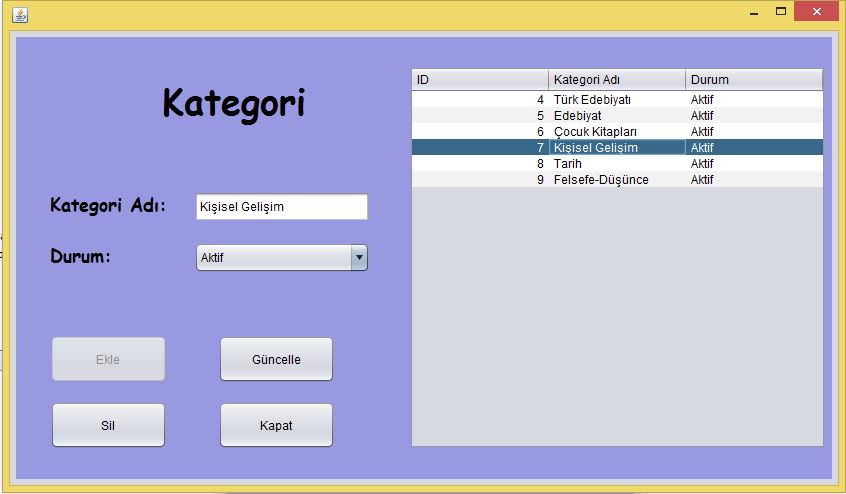 Kategori
Kategori Adı:
Kişisel Gelişim
Durum:
Aktif
Ekle
Güncelle
Sil
Kapat
ID Kategori Adı Durum
4 Türk Edebiyatı Aktif
5 Edebiyat Aktif
6 Çocuk Kitapları Aktif
7 Kişisel Gelişim Aktif
8 Tarih Aktif
9 Felsefe-Düşünce Aktif